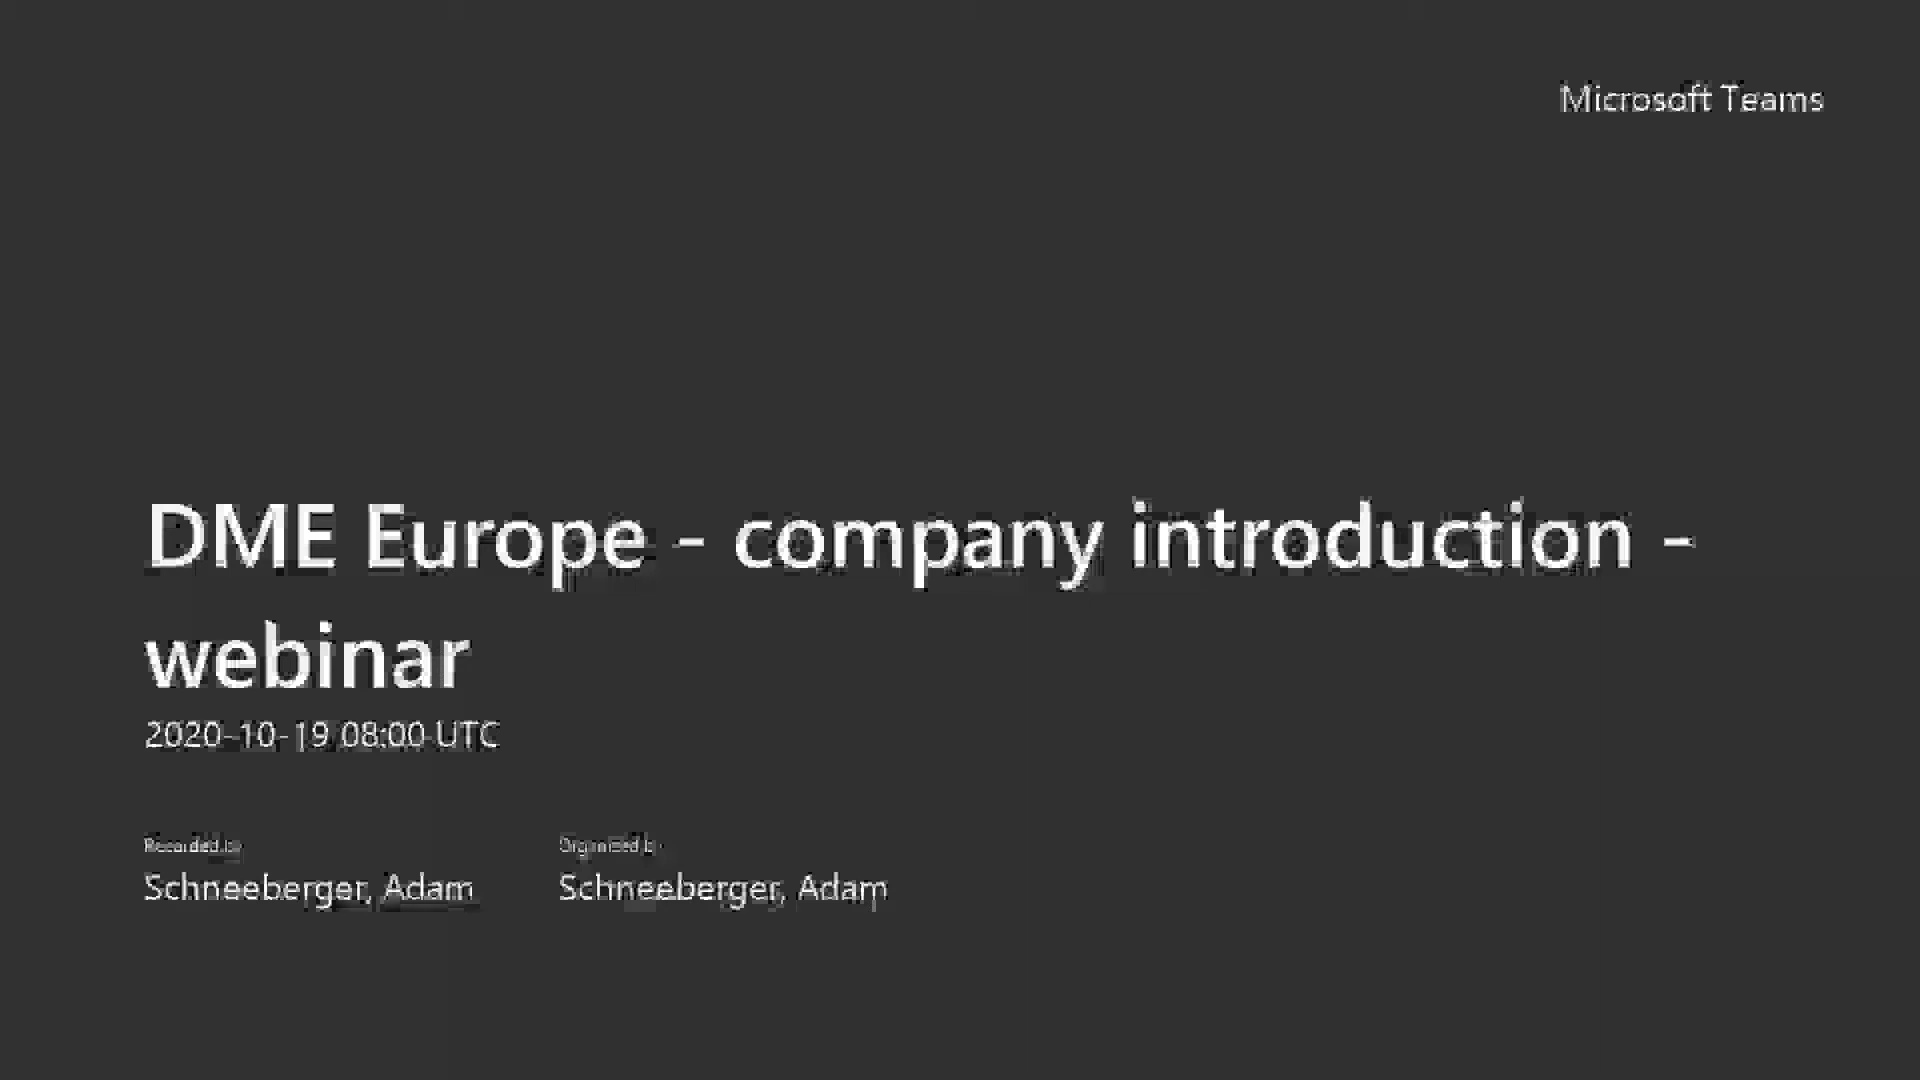 Microsoft Teams
DME Europe - company introduction -
webinar
2020-10-19 08:00 UTC
Recorded by
Organized by
Schneeberger, Adam
Schneeberger, Adam